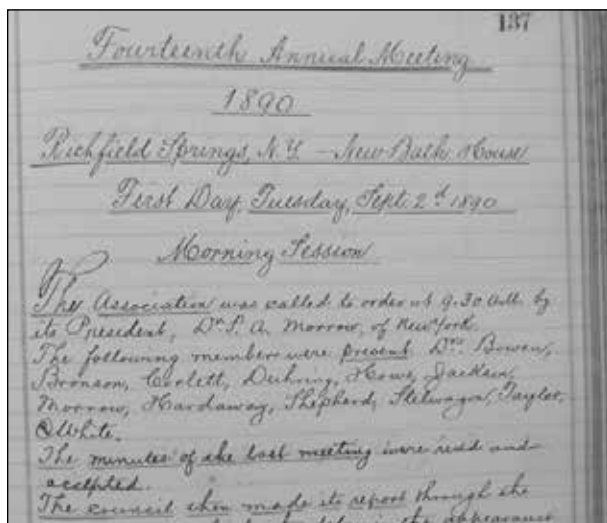 137
Fourteenth Annual Meeting
1890
Richfield Springs, N.Y. - New Bath House
First Day, Tuesday, Sept. 2d 1890
Morning Session
The Association was called to order at 9.30 a.m. by
its President, Dr P. A. Morrow, of New York.
The following members were present Drs. Bowen,
Bronson, Corlett, Duhring, Howe, Jackson,
Morrow, Hardaway, Shepherd, Stelwagon, Taylor,
& White.
The minutes of the last meeting were read and
accepted.
The council then made its report through the
the appearance